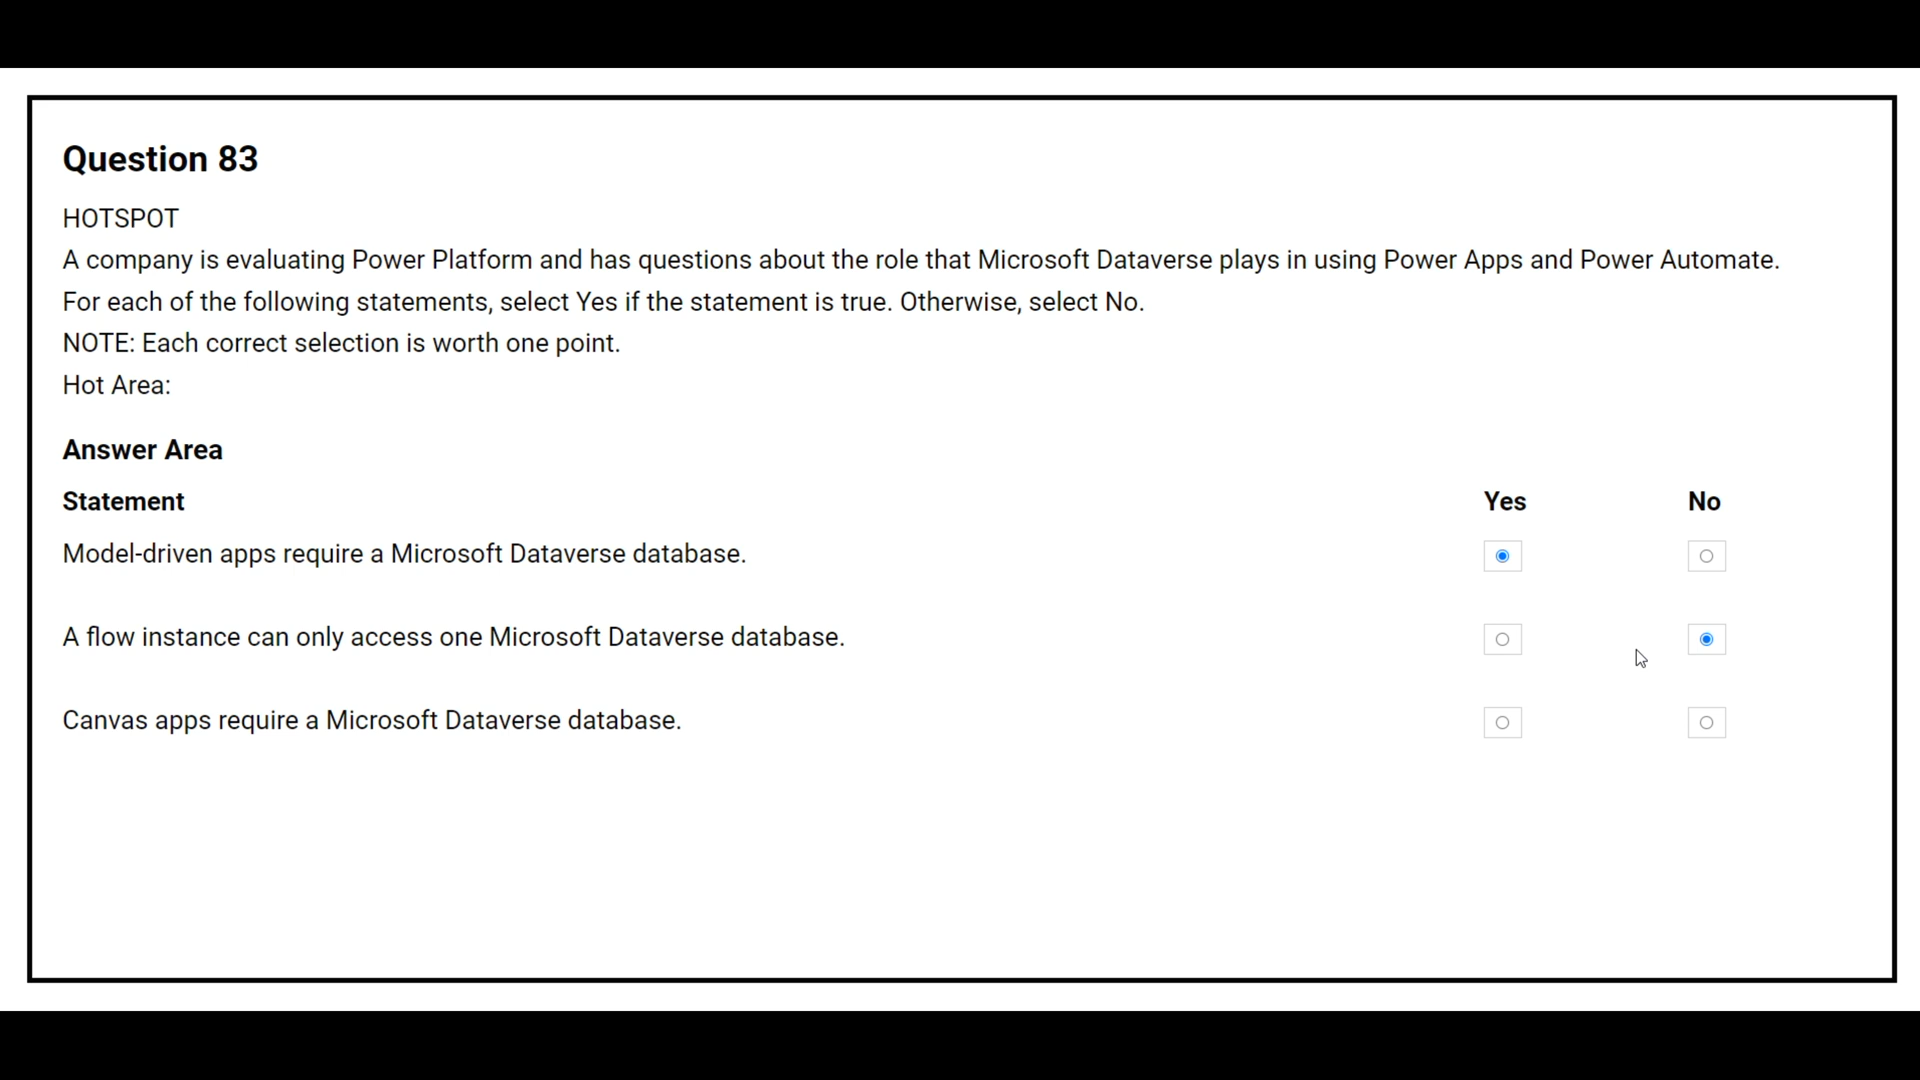 Question 83
HOTSPOT
A company is evaluating Power Platform and has questions about the role that Microsoft Dataverse plays in using Power Apps and Power Automate.
For each of the following statements, select Yes if the statement is true. Otherwise, select No.
NOTE: Each correct selection is worth one point.
Hot Area:
Answer Area
Statement Yes No
Model-driven apps require a Microsoft Dataverse database.
A flow instance can only access one Microsoft Dataverse database.
Canvas apps require a Microsoft Dataverse database.